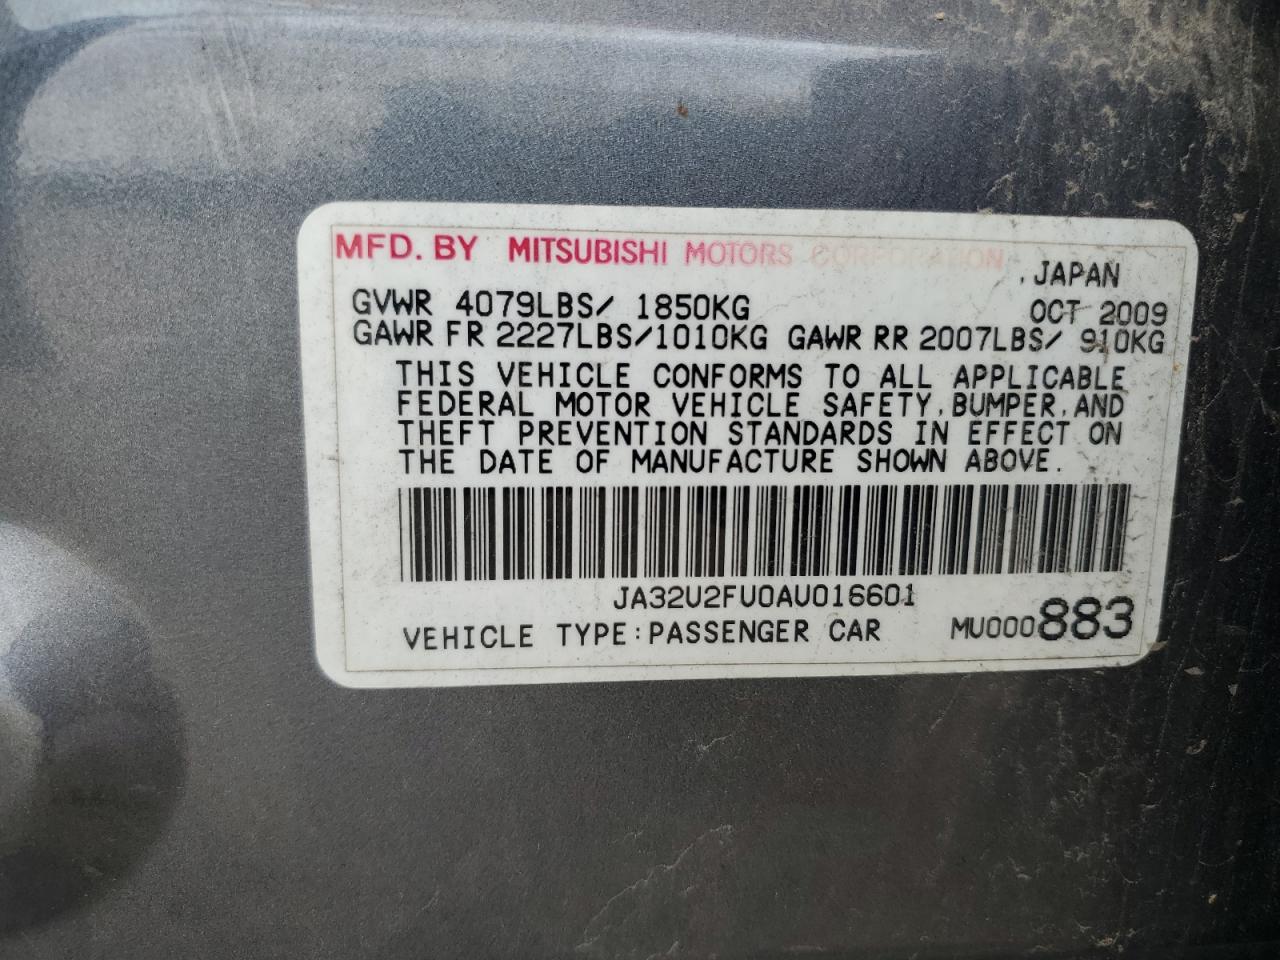 MFD. BY MITSUBISHI MOTORS CORPORATION
, JAPAN
GVWR 4079LBS/ 1850KG OCT 2009
GAWR FR 2227LBS/1010KG GAWR RR 2007LBS/ 910KG
THIS VEHICLE CONFORMS TO ALL APPLICABLE
FEDERAL MOTOR VEHICLE SAFETY, BUMPER, AND
THEFT PREVENTION STANDARDS IN EFFECT ON
THE DATE OF MANUFACTURE SHOWN ABOVE.
JA32U2FU0AU016601
VEHICLE TYPE:PASSENGER CAR MU000883